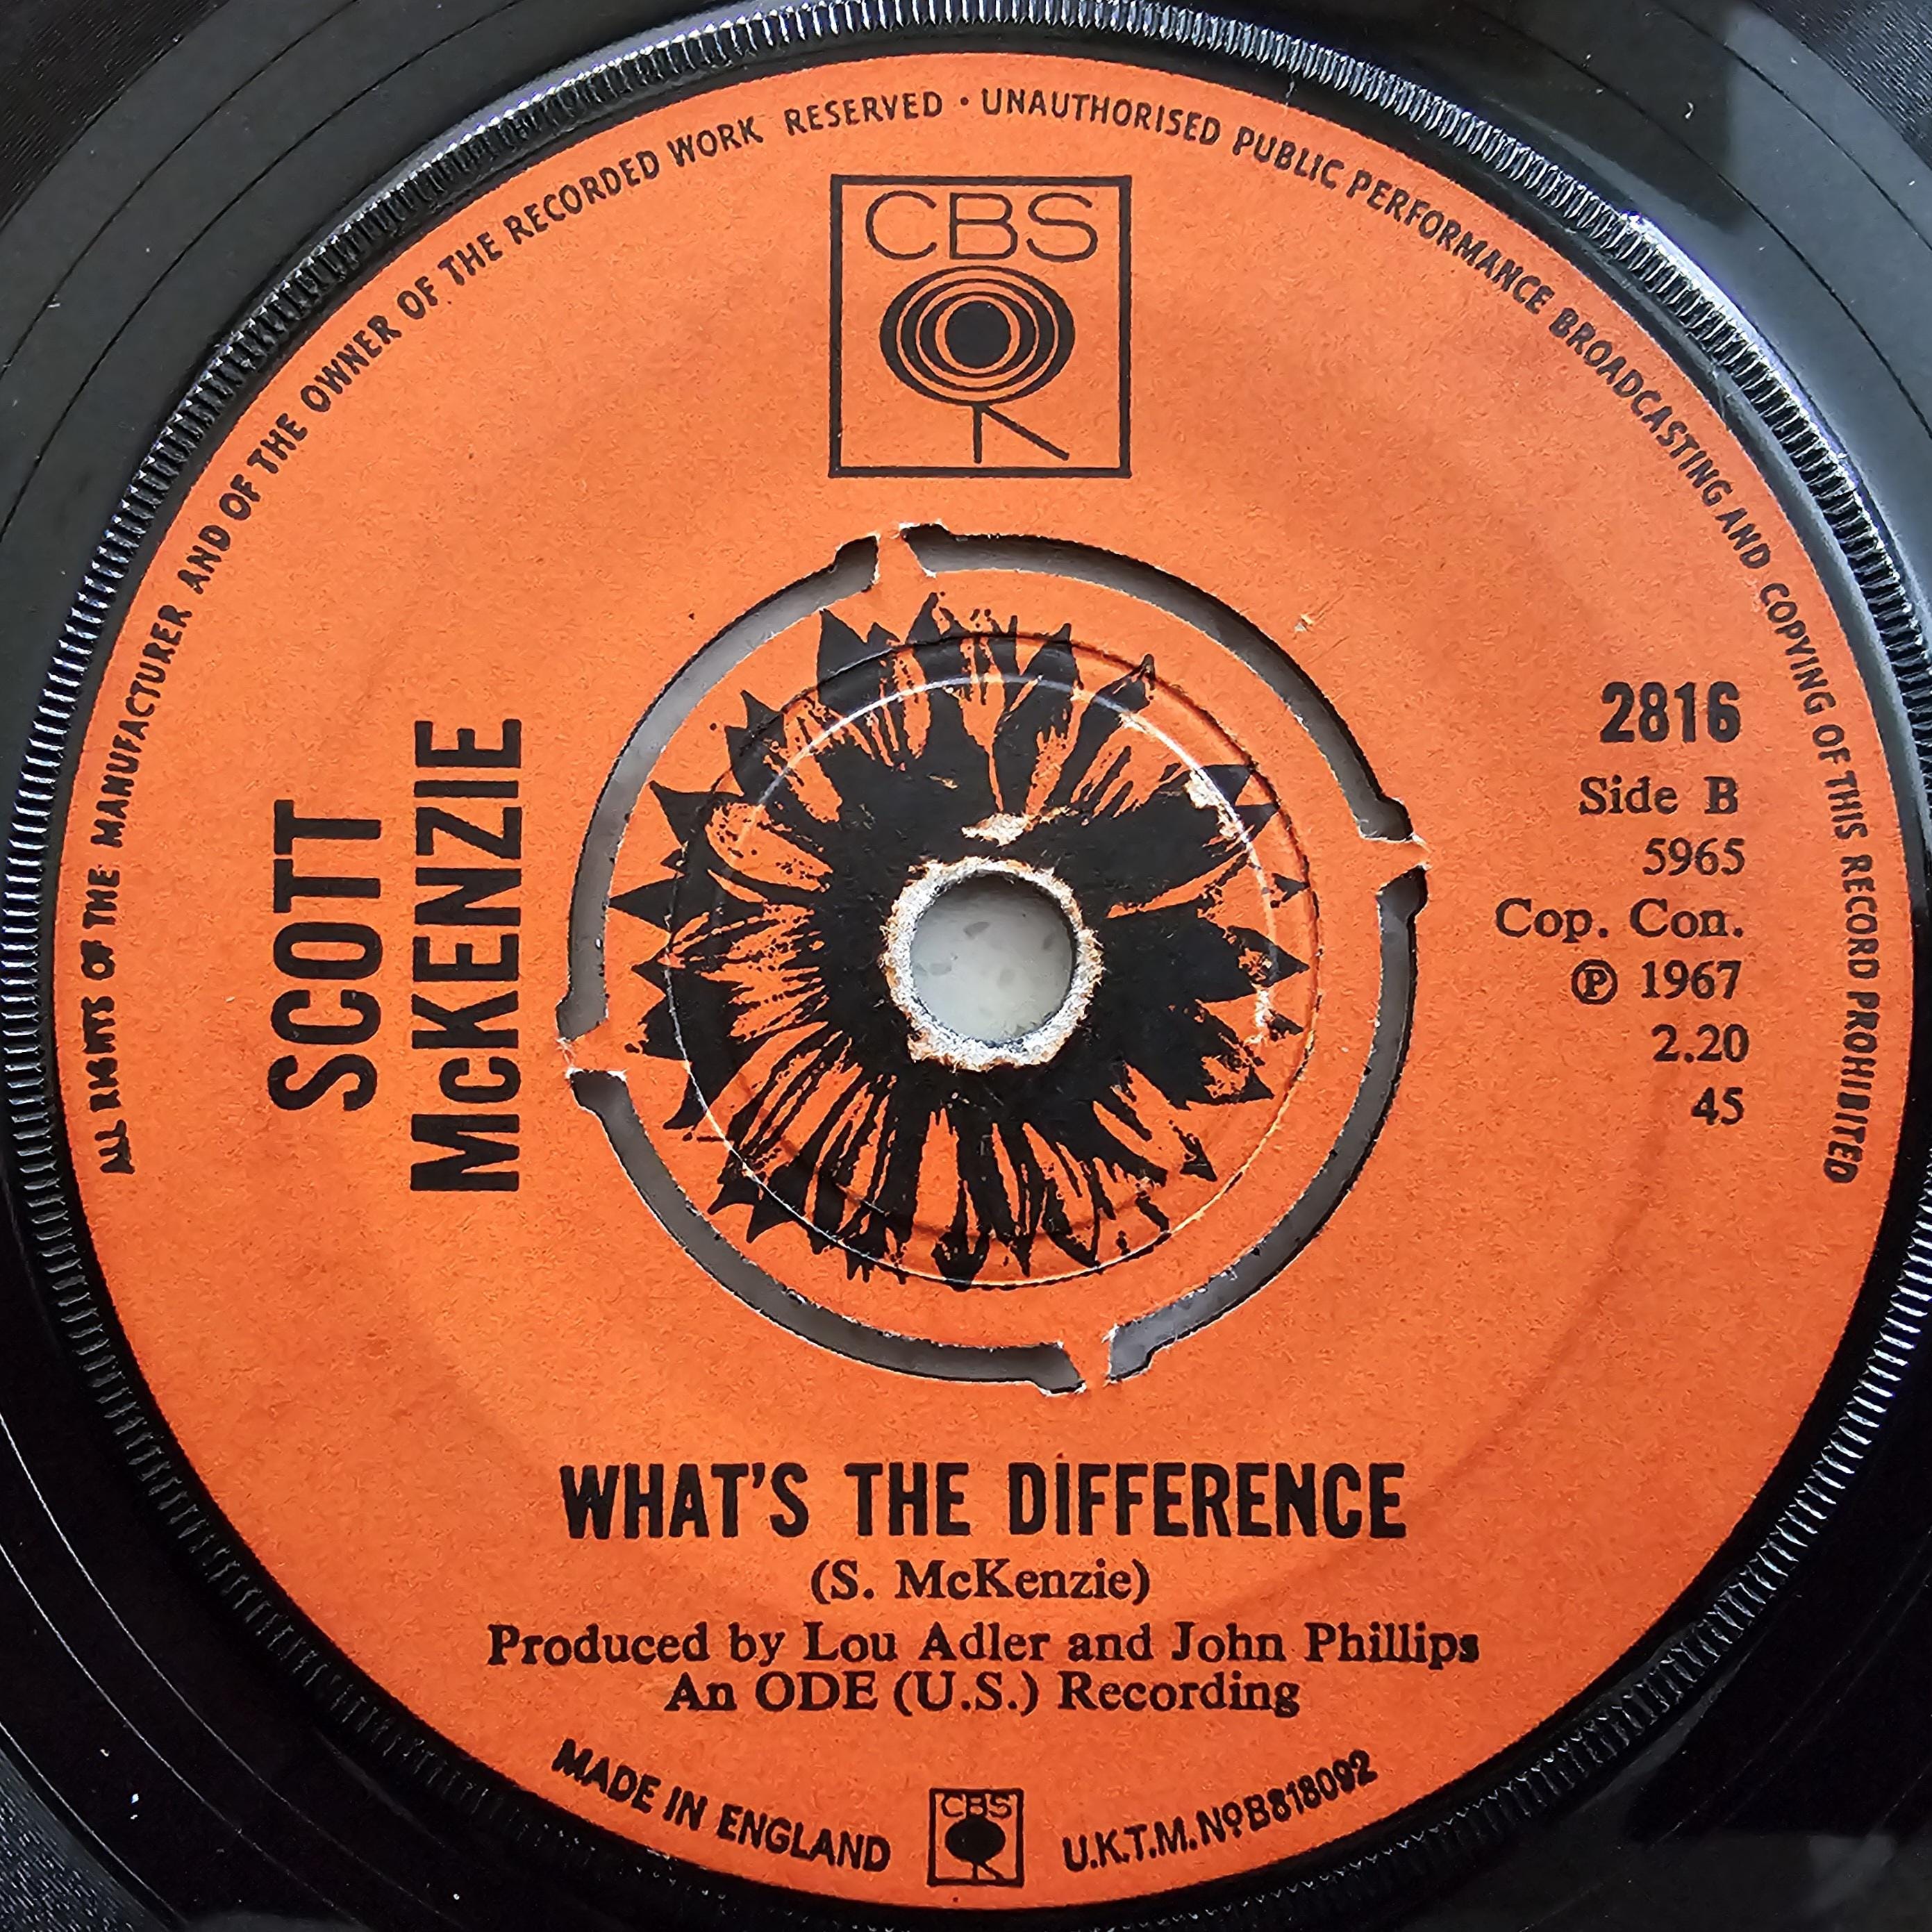 ALL RIGHTS OF THE MANUFACTURER AND OF THE OWNER OF THE RECORDED WORK RESERVED · UNAUTHORISED PUBLIC PERFORMANCE BROADCASTING AND COPYING OF THIS RECORD PROHIBITED
CBS
SCOTT
McKENZIE
2816
Side B
5965
Cop. Con.
℗ 1967
2.20
45
WHAT'S THE DIFFERENCE
(S. McKenzie)
Produced by Lou Adler and John Phillips
An ODE (U.S.) Recording
MADE IN ENGLAND
CBS
U.K.T.M. Nº B818092